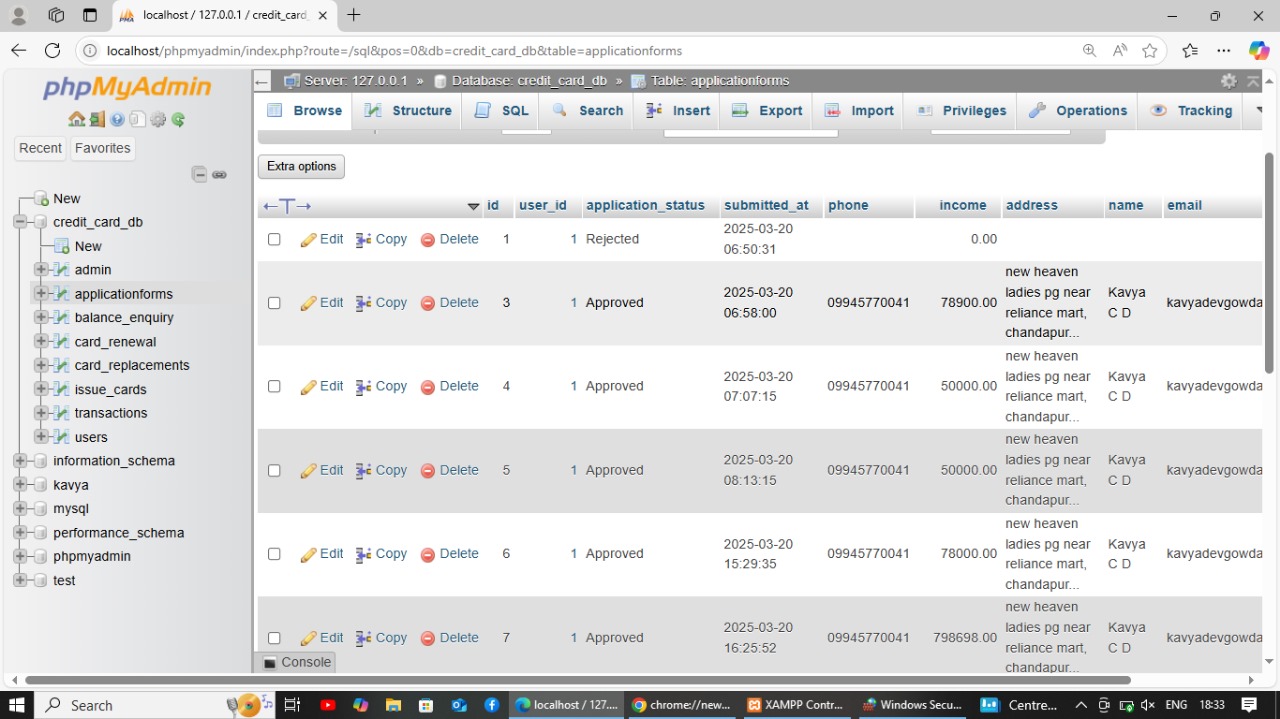 localhost / 127.0.0.1 / credit_card_
localhost/phpmyadmin/index.php?route=/sql&pos=0&db=credit_card_db&table=applicationforms
phpMyAdmin
Recent Favorites
New
credit_card_db
New
admin
applicationforms
balance_enquiry
card_renewal
card_replacements
issue_cards
transactions
users
information_schema
kavya
mysql
performance_schema
phpmyadmin
test
Server: 127.0.0.1 » Database: credit_card_db » Table: applicationforms
Browse Structure SQL Search Insert Export Import Privileges Operations Tracking
Extra options
←T→ id user_id application_status submitted_at phone income address name email
Edit Copy Delete 1 1 Rejected 2025-03-20 0.00
06:50:31
new heaven
Edit Copy Delete 3 1 Approved 2025-03-20 09945770041 78900.00 ladies pg near Kavya kavyadevgowda
06:58:00 reliance mart, C D
chandapur...
new heaven
Edit Copy Delete 4 1 Approved 2025-03-20 09945770041 50000.00 ladies pg near Kavya kavyadevgowda
07:07:15 reliance mart, C D
chandapur...
new heaven
Edit Copy Delete 5 1 Approved 2025-03-20 09945770041 50000.00 ladies pg near Kavya kavyadevgowda
08:13:15 reliance mart, C D
chandapur...
new heaven
Edit Copy Delete 6 1 Approved 2025-03-20 09945770041 78000.00 ladies pg near Kavya kavyadevgowda
15:29:35 reliance mart, C D
chandapur...
new heaven
Edit Copy Delete 7 1 Approved 2025-03-20 09945770041 798698.00 ladies pg near Kavya kavyadevgowda
16:25:52 reliance mart, C D
chandapur...
Console
Search localhost / 127.... chrome://new... XAMPP Contr... Windows Secu... Centre... ENG 18:33